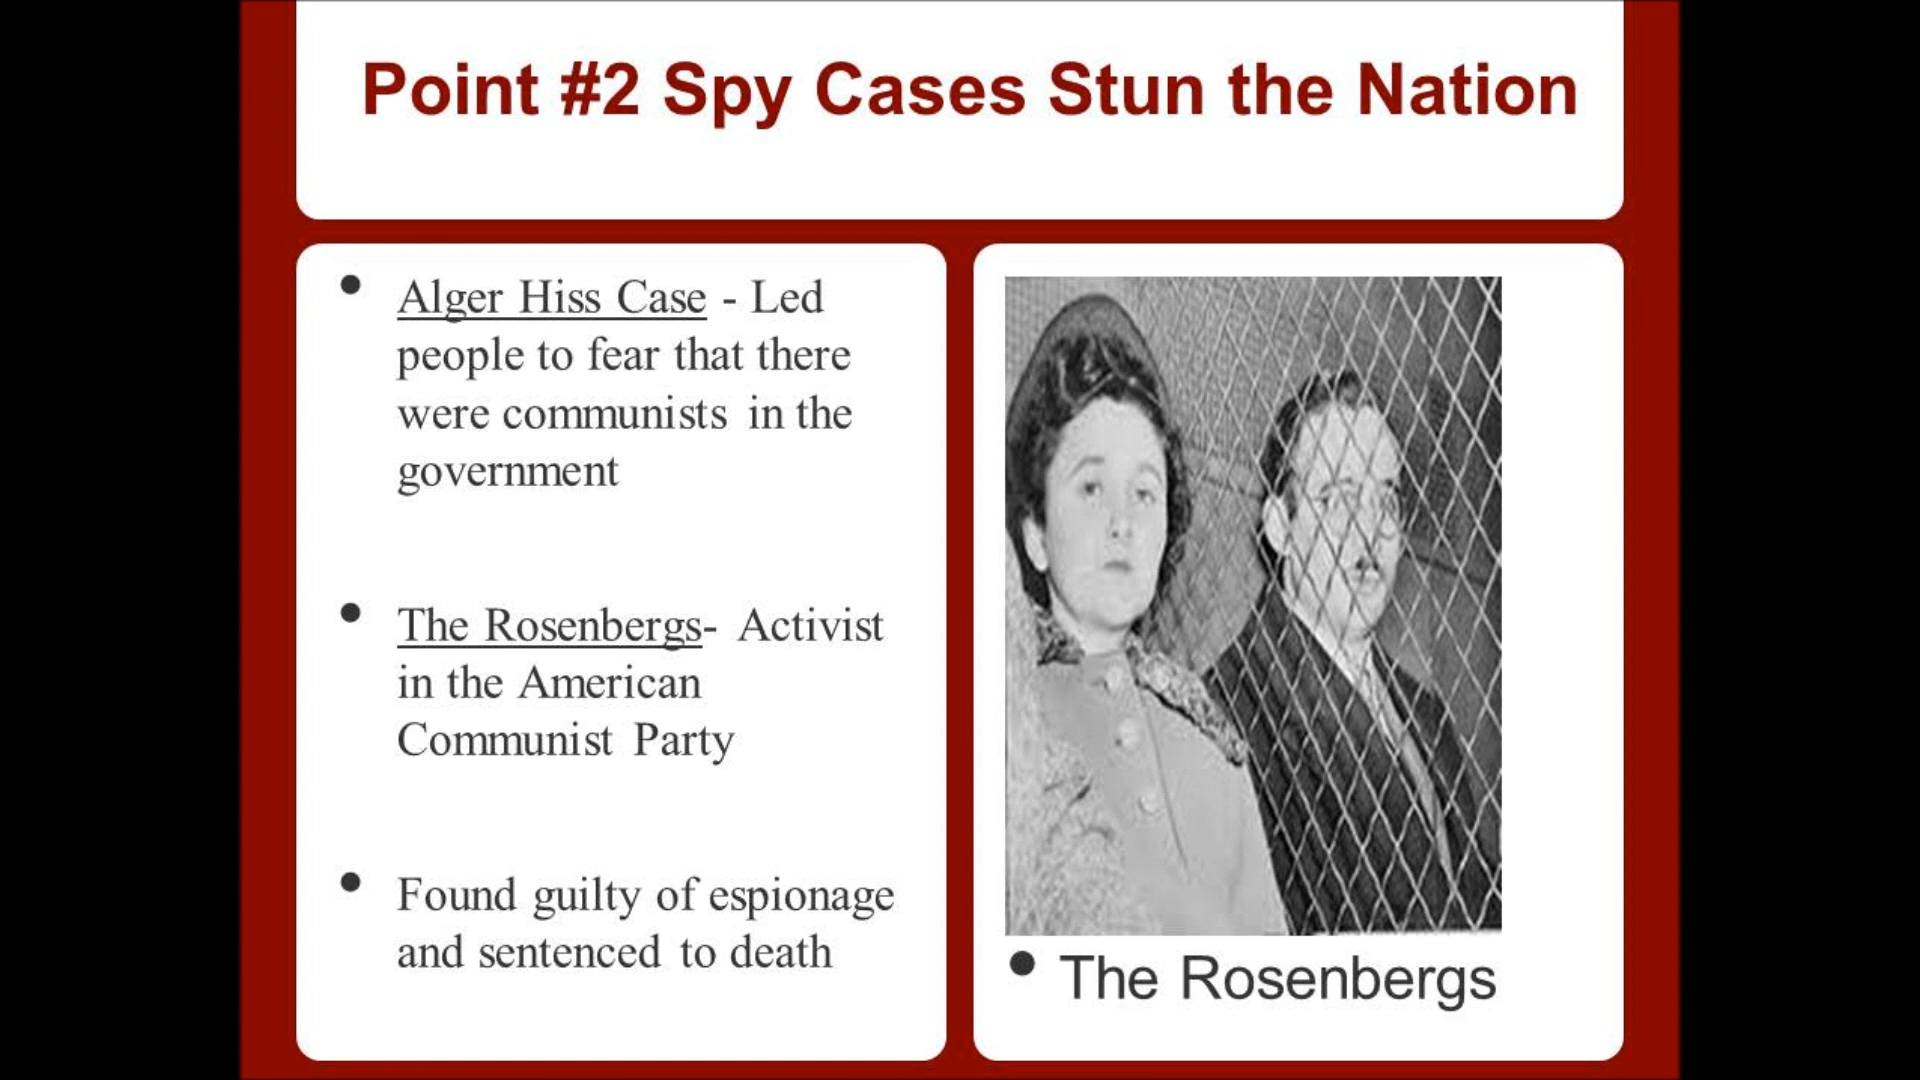 Point #2 Spy Cases Stun the Nation
• Alger Hiss Case - Led
people to fear that there
were communists in the
government
• The Rosenbergs- Activist
in the American
Communist Party
• Found guilty of espionage
and sentenced to death
• The Rosenbergs